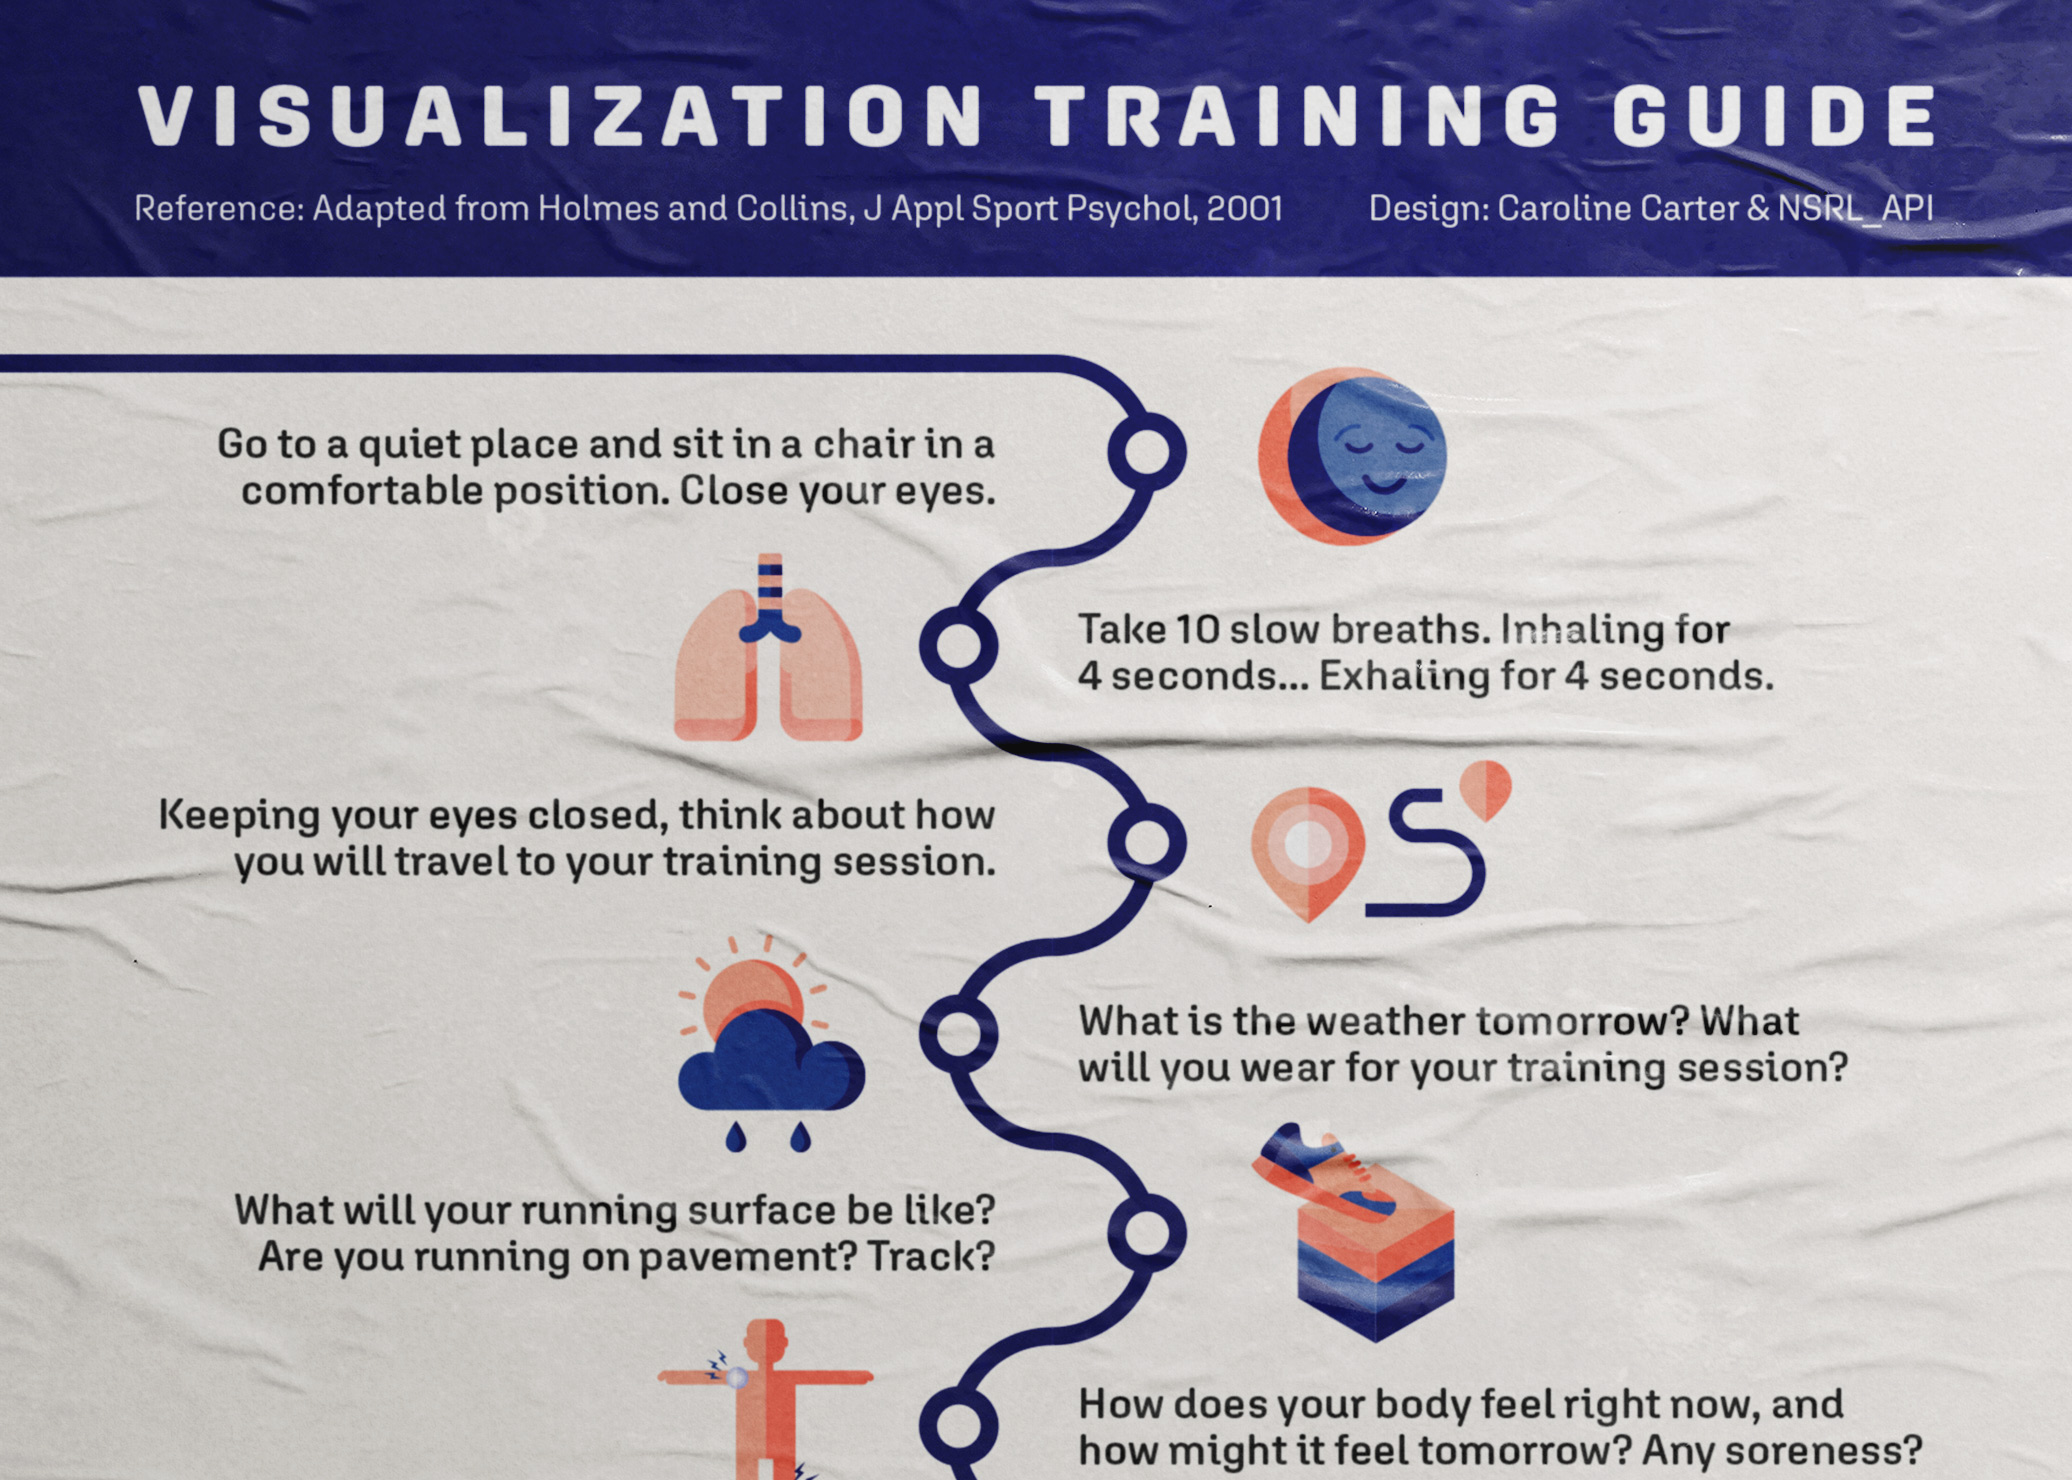 VISUALIZATION TRAINING GUIDE
Reference: Adapted from Holmes and Collins, J Appl Sport Psychol, 2001
Design: Caroline Carter & NSRL_API
Go to a quiet place and sit in a chair in a
comfortable position. Close your eyes.
Take 10 slow breaths. Inhaling for
4 seconds... Exhaling for 4 seconds.
Keeping your eyes closed, think about how
you will travel to your training session.
What is the weather tomorrow? What
will you wear for your training session?
What will your running surface be like?
Are you running on pavement? Track?
How does your body feel right now, and
how might it feel tomorrow? Any soreness?